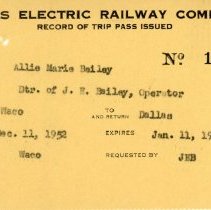 S ELECTRIC RAILWAY COM
RECORD OF TRIP PASS ISSUED
No 1
Allie Marie Bailey
Dtr. of J. E. Bailey, Operator
Waco TO AND RETURN Dallas
Dec. 11, 1952 EXPIRES Jan. 11, 19
Waco REQUESTED BY JEB